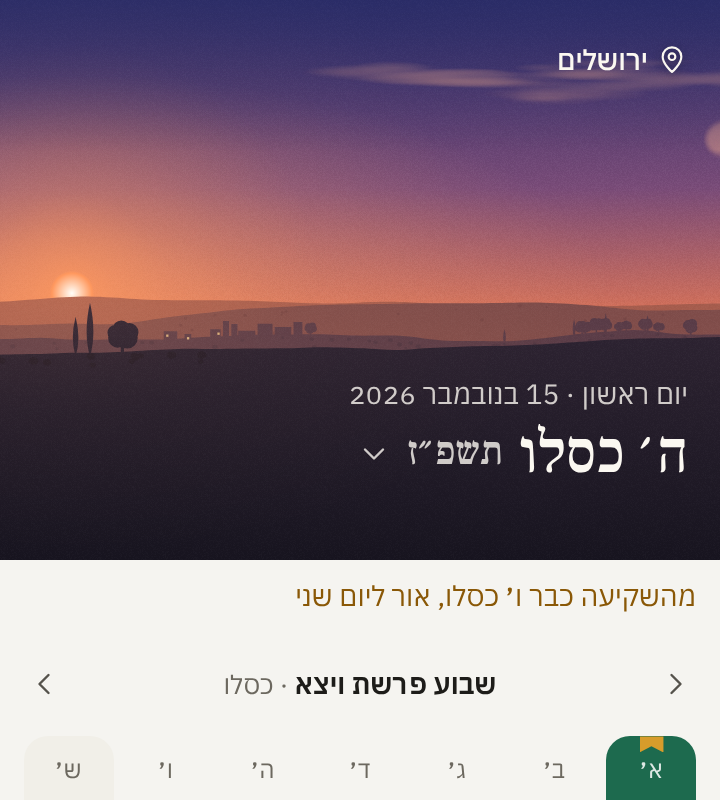 ירושלים
יום ראשון · 15 בנובמבר 2026
ה׳ כסלו תשפ״ז
מהשקיעה כבר ו׳ כסלו, אור ליום שני
שבוע פרשת ויצא · כסלו
א׳ ב׳ ג׳ ד׳ ה׳ ו׳ ש׳